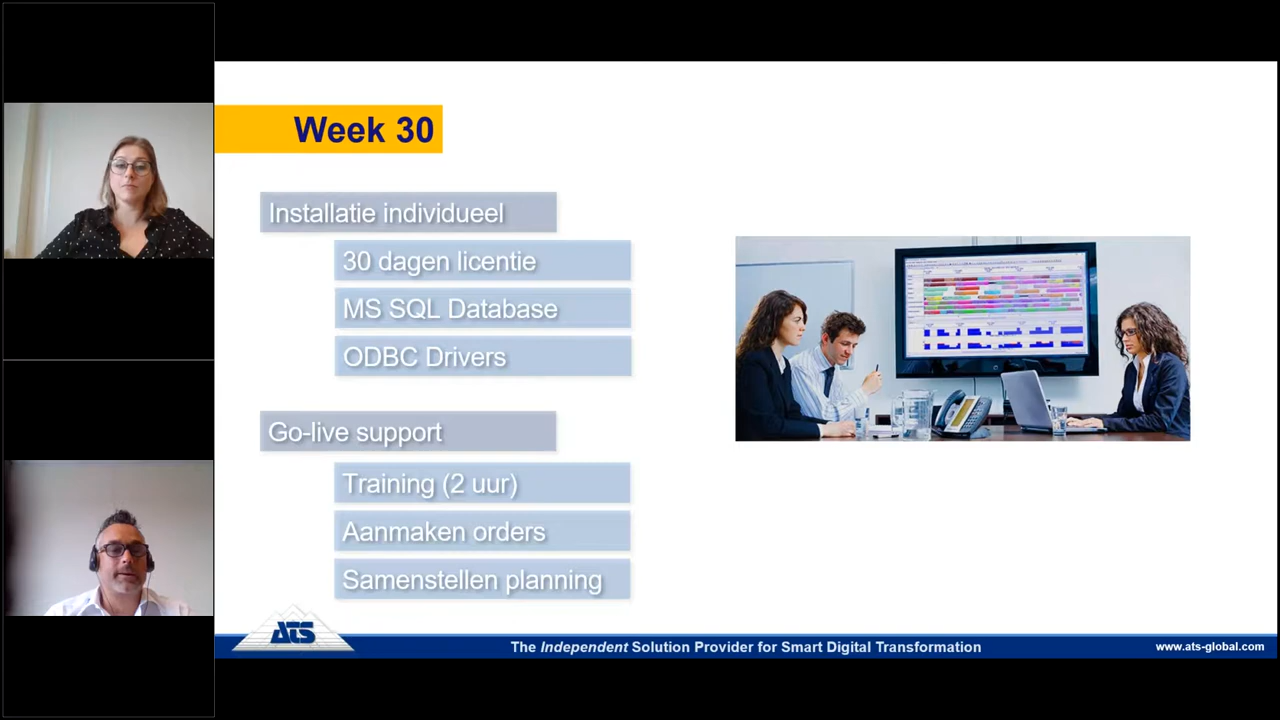 Week 30
Installatie individueel
30 dagen licentie
MS SQL Database
ODBC Drivers
Go-live support
Training (2 uur)
Aanmaken orders
Samenstellen planning
ATS
The Independent Solution Provider for Smart Digital Transformation
www.ats-global.com